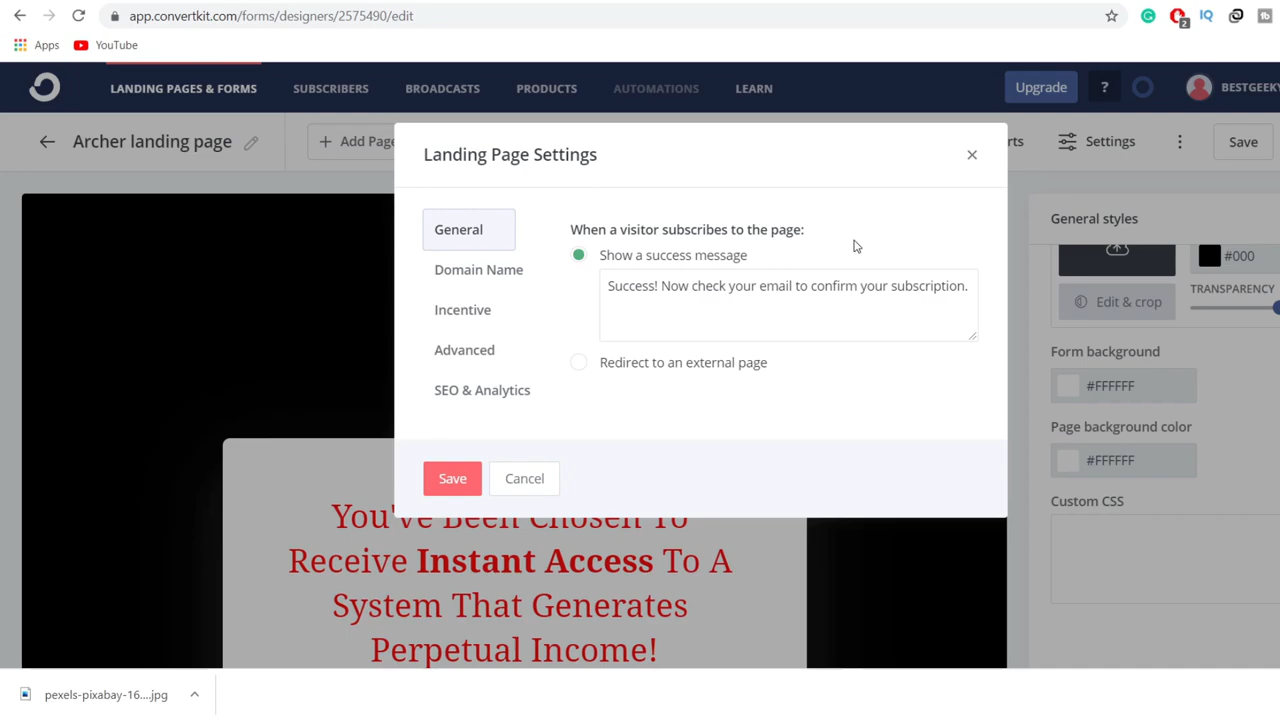 app.convertkit.com/forms/designers/2575490/edit
2
Apps
YouTube
LANDING PAGES & FORMS
SUBSCRIBERS
BROADCASTS
PRODUCTS
AUTOMATIONS
LEARN
Upgrade
?
BESTGEEKY
Archer landing page
Add Page
rts
Settings
Save
Landing Page Settings
General
Domain Name
Incentive
Advanced
SEO & Analytics
When a visitor subscribes to the page:
Show a success message
Success! Now check your email to confirm your subscription.
Redirect to an external page
Save
Cancel
General styles
#000
Edit & crop
TRANSPARENCY
Form background
#FFFFFF
Page background color
#FFFFFF
Custom CSS
You've Been Chosen To
Receive Instant Access To A
System That Generates
Perpetual Income!
pexels-pixabay-16....jpg